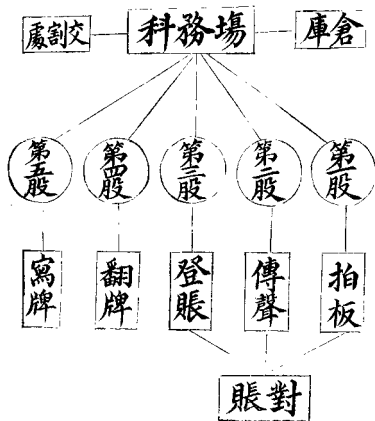 倉庫
場務科
交割處
第一股
第二股
第三股
第四股
第五股
拍板
傳聲
登賬
翻牌
寫牌
對賬